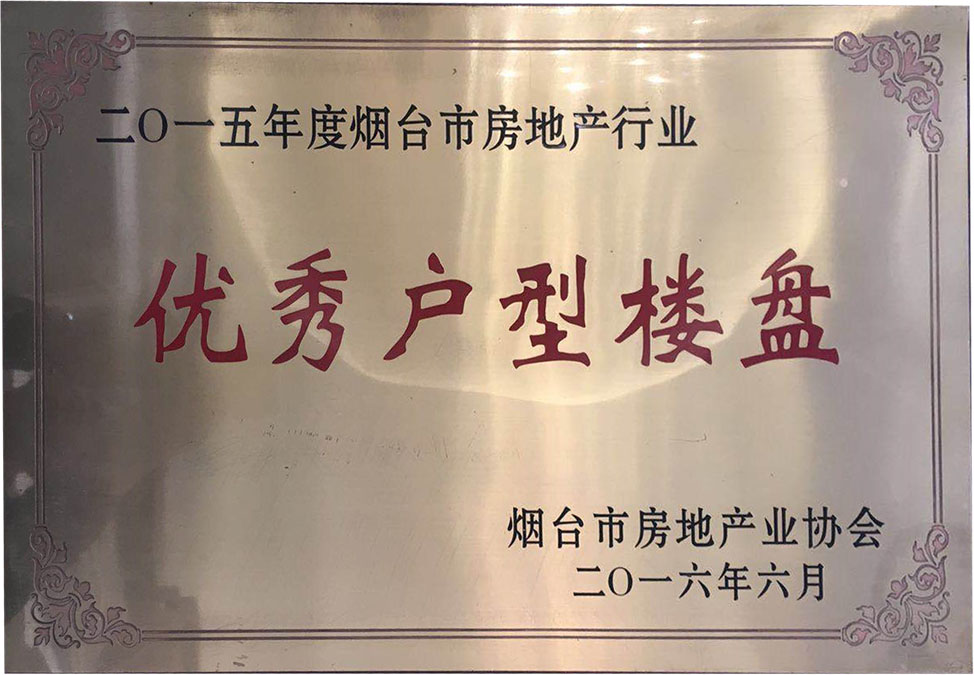 二〇一五年度烟台市房地产行业
优秀户型楼盘
烟台市房地产业协会
二〇一六年六月